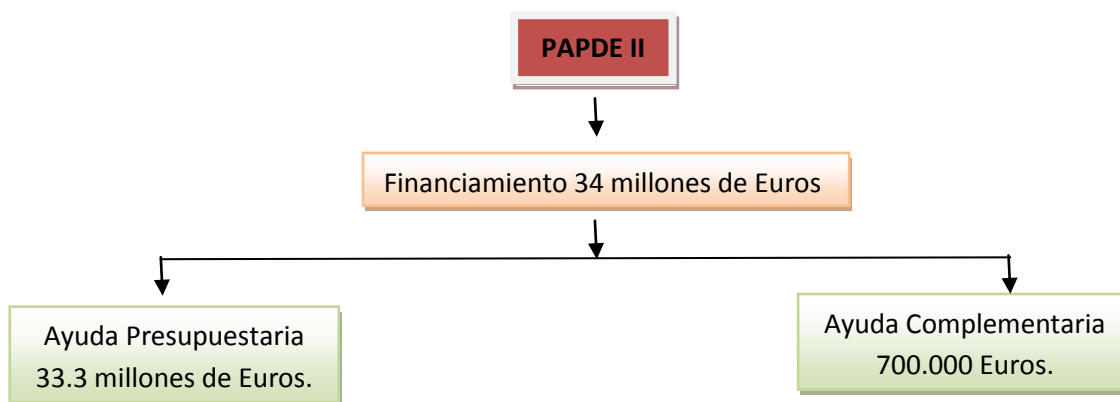 PAPDE II
Financiamiento 34 millones de Euros
Ayuda Presupuestaria
33.3 millones de Euros.
Ayuda Complementaria
700.000 Euros.